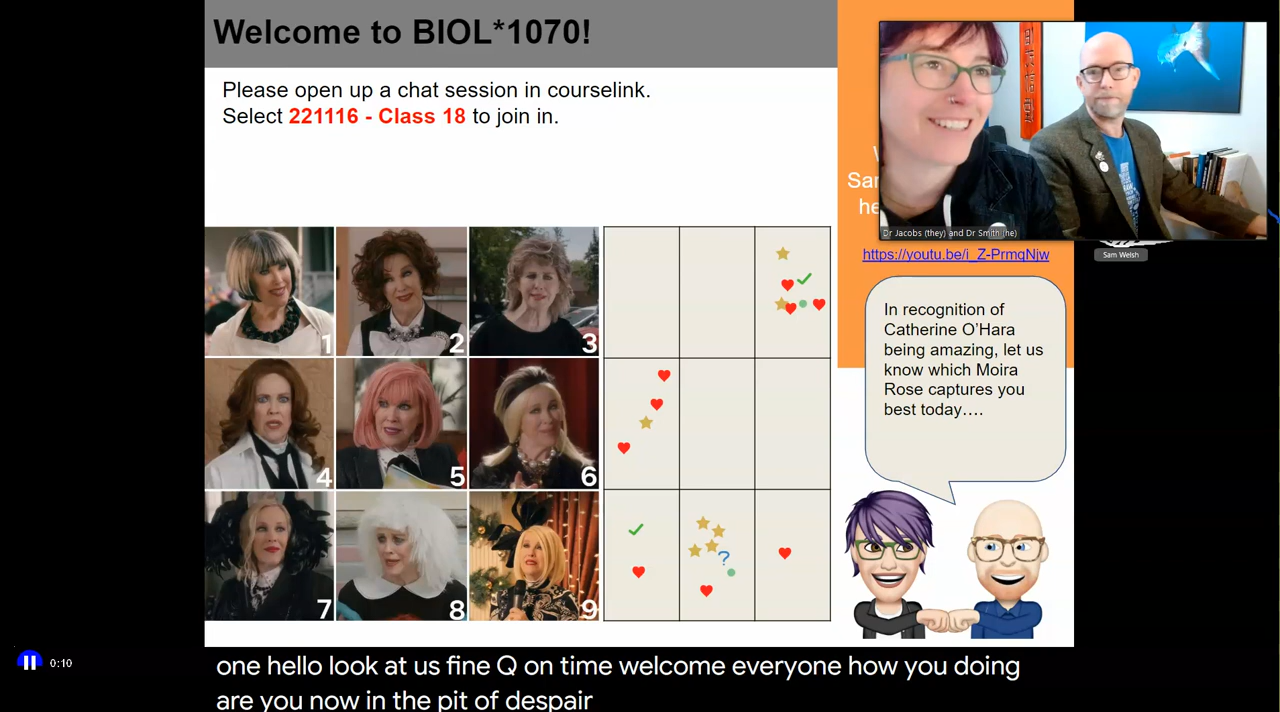 Welcome to BIOL*1070!
Please open up a chat session in courselink.
Select 221116 - Class 18 to join in.
Dr Jacobs (they) and Dr Smith (he)
https://youtu.be/i_Z-PrmqNjw
Sam Welsh
In recognition of
Catherine O'Hara
being amazing, let us
know which Moira
Rose captures you
best today....
1
2
3
4
5
6
7
8
9
?
0:10
one hello look at us fine Q on time welcome everyone how you doing
are you now in the pit of despair